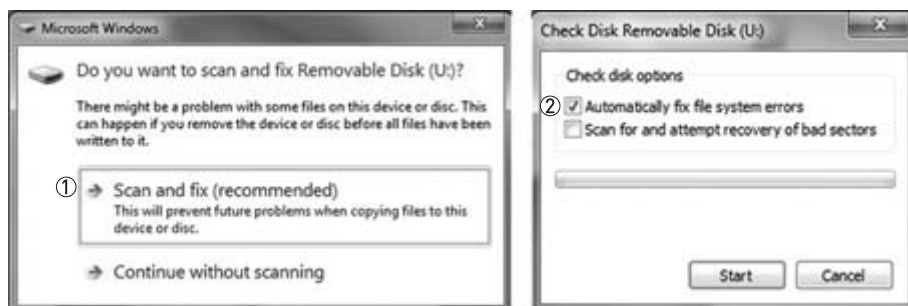 Microsoft Windows
Do you want to scan and fix Removable Disk (U:)?
There might be a problem with some files on this device or disc. This
can happen if you remove the device or disc before all files have been
written to it.
① Scan and fix (recommended)
This will prevent future problems when copying files to this
device or disc.
Continue without scanning
Check Disk Removable Disk (U:)
Check disk options
② Automatically fix file system errors
Scan for and attempt recovery of bad sectors
Start Cancel